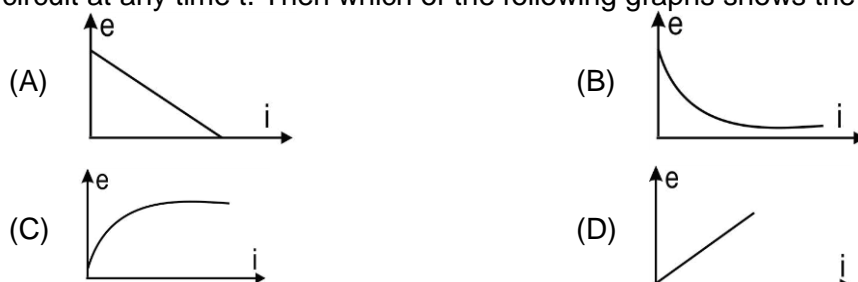 circuit at any time t. Then which of the following graphs shows the
e
(A)
i
e
(B)
i
e
(C)
i
e
(D)
i